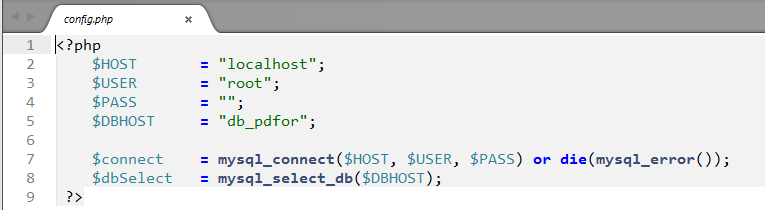 config.php
1 <?php
2 $HOST = "localhost";
3 $USER = "root";
4 $PASS = "";
5 $DBHOST = "db_pdfor";
6
7 $connect = mysql_connect($HOST, $USER, $PASS) or die(mysql_error());
8 $dbSelect = mysql_select_db($DBHOST);
9 ?>